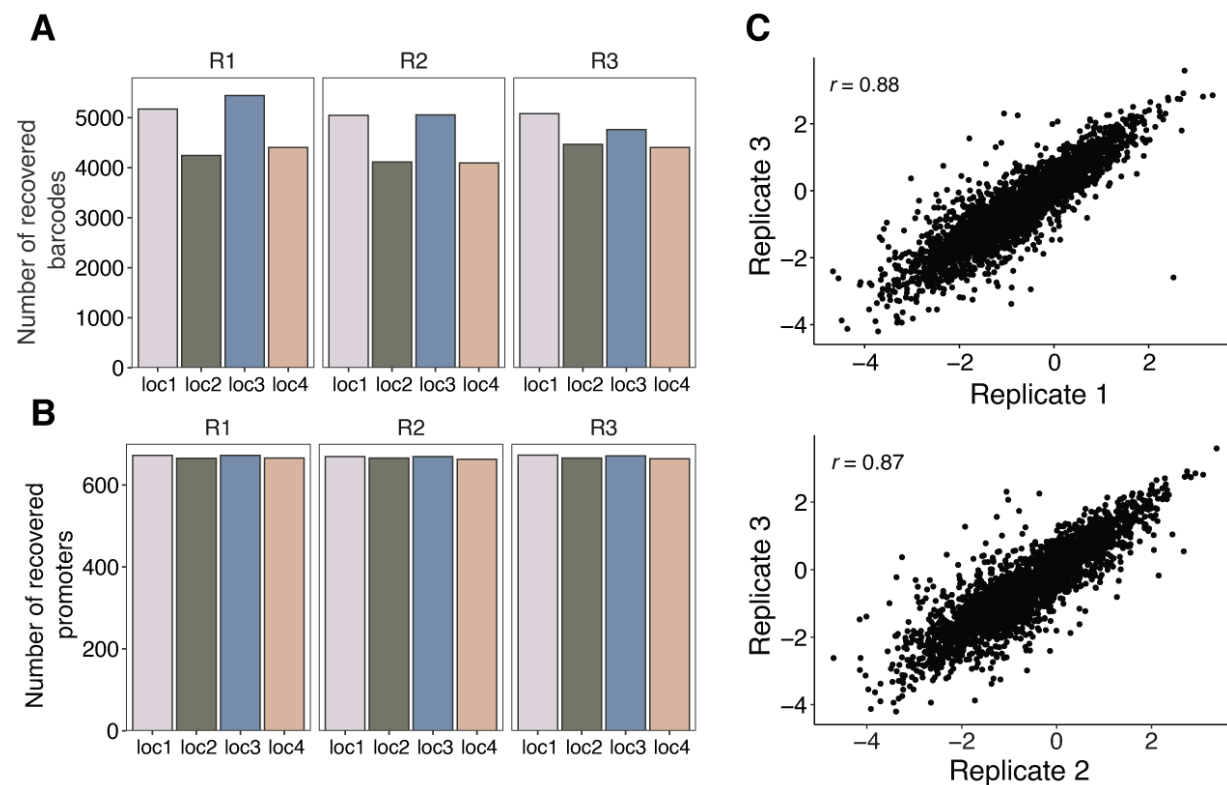 A
R1
R2
R3
Number of recovered
barcodes
5000
4000
3000
2000
1000
0
loc1 loc2 loc3 loc4
loc1 loc2 loc3 loc4
loc1 loc2 loc3 loc4
B
R1
R2
R3
Number of recovered
promoters
600
400
200
0
loc1 loc2 loc3 loc4
loc1 loc2 loc3 loc4
loc1 loc2 loc3 loc4
C
r = 0.88
Replicate 3
2
0
−2
−4
−4 −2 0 2
Replicate 1
r = 0.87
Replicate 3
2
0
−2
−4
−4 −2 0 2
Replicate 2